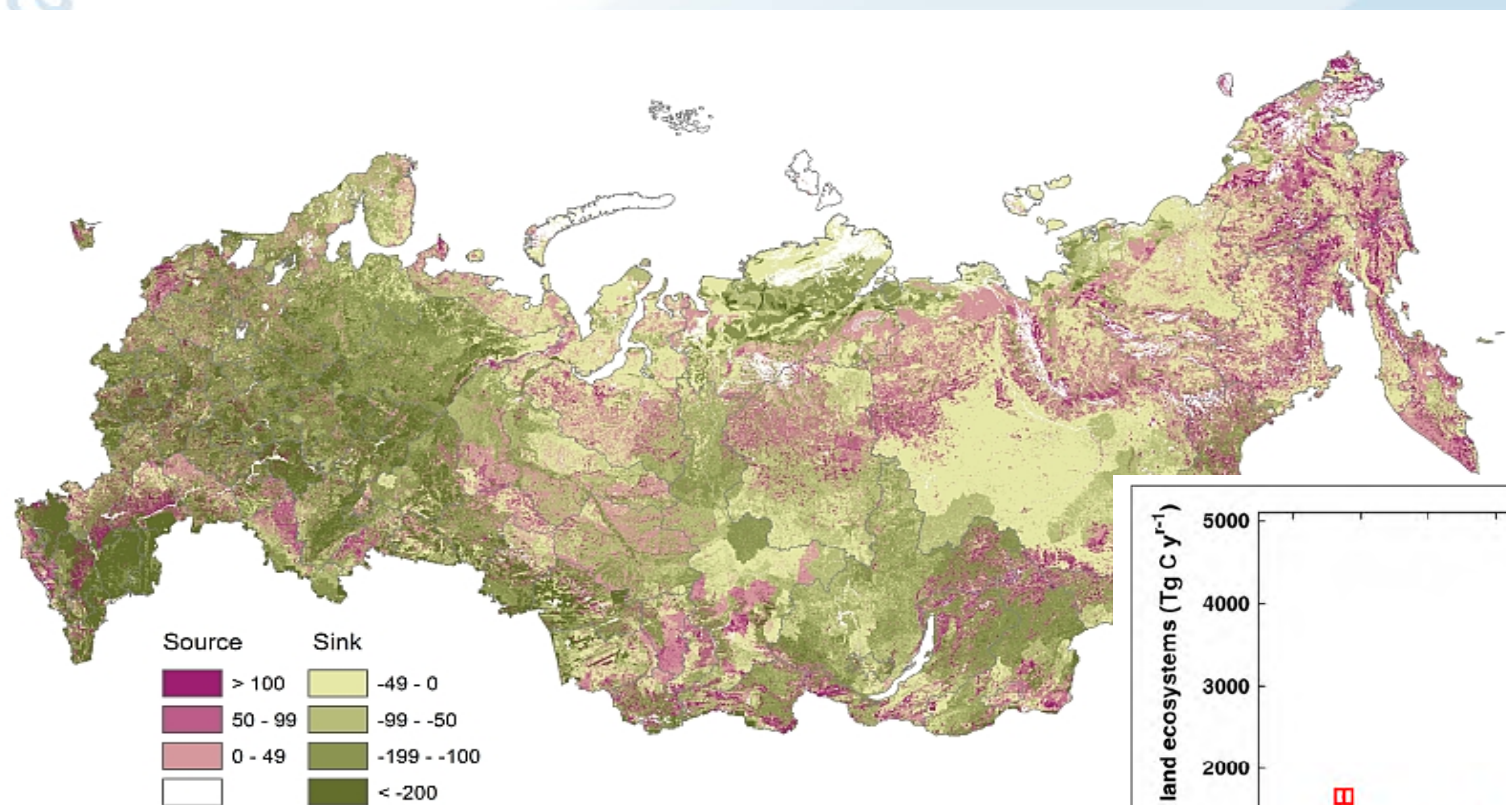 Source Sink
> 100 -49 - 0
50 - 99 -99 - -50
0 - 49 -199 - -100
< -200
land ecosystems (Tg C yr-1)
5000
4000
3000
2000